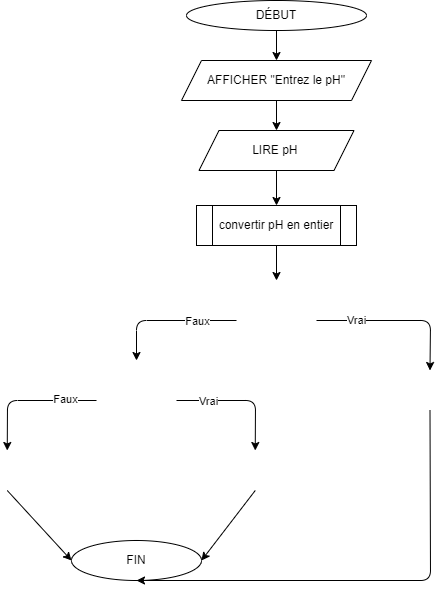 DÉBUT
AFFICHER "Entrez le pH"
LIRE pH
convertir pH en entier
Faux
Vrai
Faux
Vrai
FIN